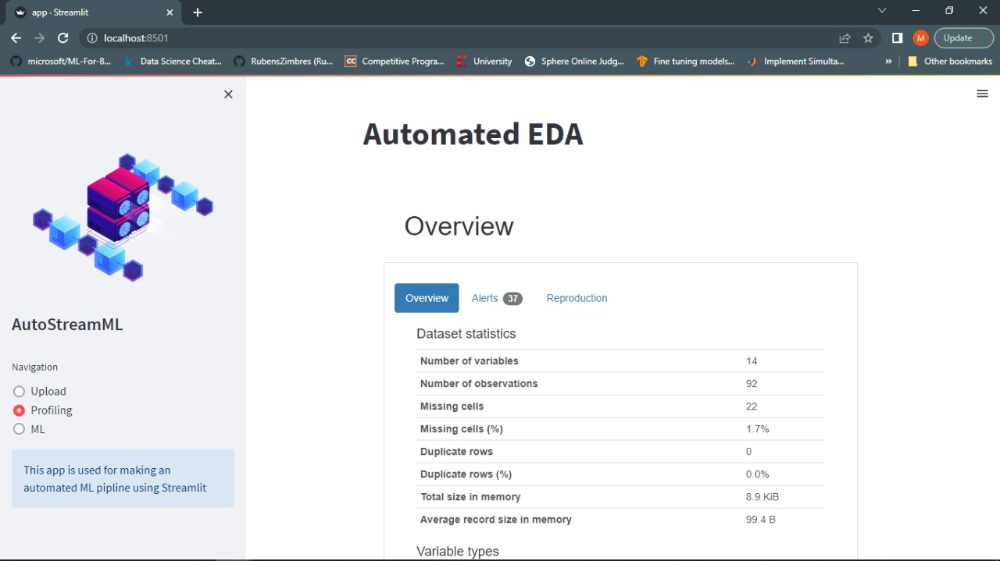 app · Streamlit
localhost:8501
M
Update
microsoft/ML-For-B...
k
Data Science Cheat...
RubensZimbres (Ru...
CC
Competitive Progra...
University
Sphere Online Judg...
Fine tuning models...
Implement Simulta...
»
Other bookmarks
AutoStreamML
Navigation
Upload
Profiling
ML
This app is used for making an
automated ML pipline using Streamlit
Automated EDA
Overview
Overview Alerts 37 Reproduction
Dataset statistics
Number of variables 14
Number of observations 92
Missing cells 22
Missing cells (%) 1.7%
Duplicate rows 0
Duplicate rows (%) 0.0%
Total size in memory 8.9 KiB
Average record size in memory 99.4 B
Variable types